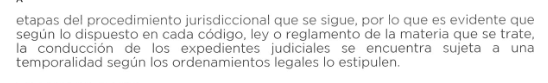 etapas del procedimiento jurisdiccional que se sigue, por lo que es evidente que
según lo dispuesto en cada código, ley o reglamento de la materia que se trate,
la conducción de los expedientes judiciales se encuentra sujeta a una
temporalidad según los ordenamientos legales lo estipulen.